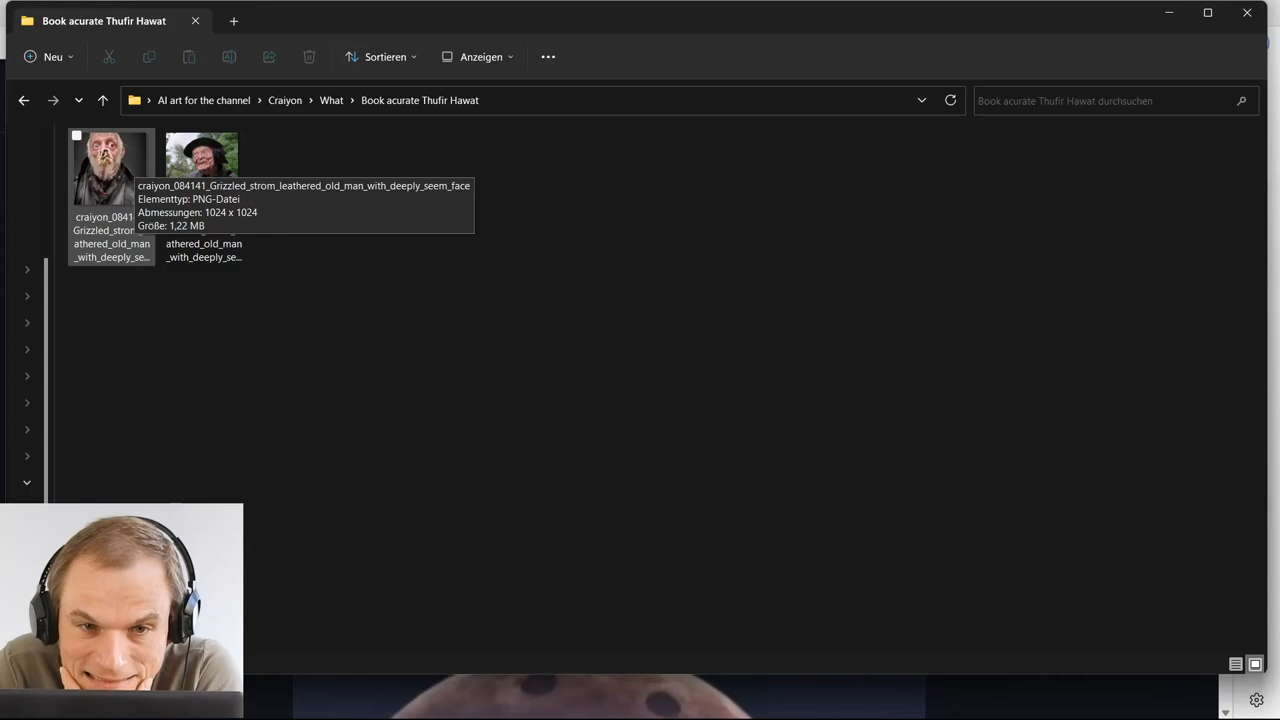 Book acurate Thufir Hawat
Neu
Sortieren
Anzeigen
AI art for the channel
Craiyon
What
Book acurate Thufir Hawat
Book acurate Thufir Hawat durchsuchen
craiyon_084141_Grizzled_strom_leathered_old_man_with_deeply_seem_face
Elementtyp: PNG-Datei
Abmessungen: 1024 x 1024
Größe: 1,22 MB
craiyon_0841
Grizzled_stro
athered_old_man
_with_deeply_se...
athered_old_man
_with_deeply_se...